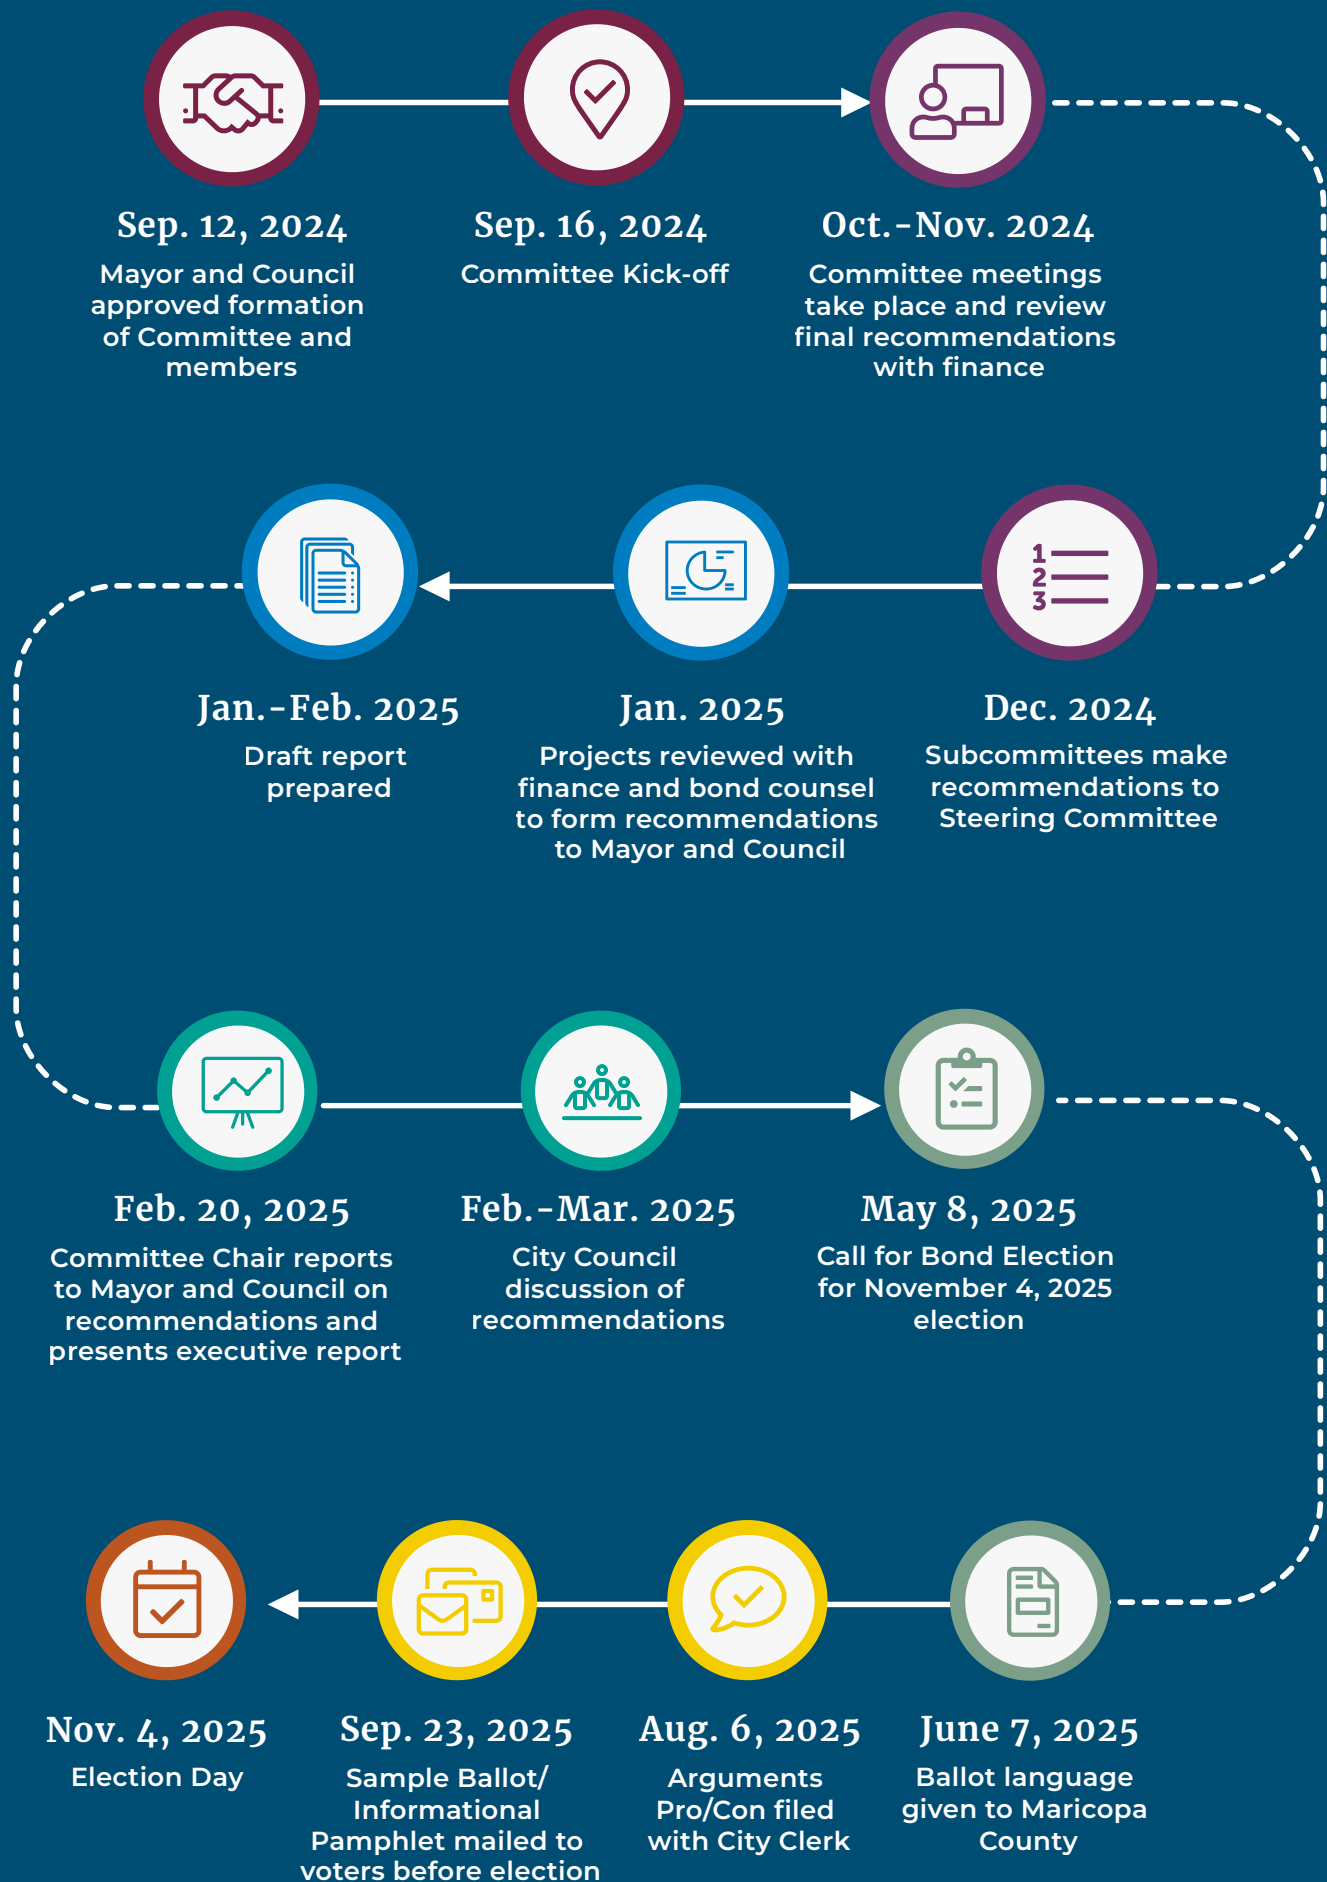 Sep. 12, 2024
Mayor and Council
approved formation
of Committee and
members
Sep. 16, 2024
Committee Kick-off
Oct.-Nov. 2024
Committee meetings
take place and review
final recommendations
with finance
1
2
3
Dec. 2024
Subcommittees make
recommendations to
Steering Committee
Jan. 2025
Projects reviewed with
finance and bond counsel
to form recommendations
to Mayor and Council
Jan.-Feb. 2025
Draft report
prepared
Feb. 20, 2025
Committee Chair reports
to Mayor and Council on
recommendations and
presents executive report
Feb.-Mar. 2025
City Council
discussion of
recommendations
May 8, 2025
Call for Bond Election
for November 4, 2025
election
June 7, 2025
Ballot language
given to Maricopa
County
Aug. 6, 2025
Arguments
Pro/Con filed
with City Clerk
Sep. 23, 2025
Sample Ballot/
Informational
Pamphlet mailed to
voters before election
Nov. 4, 2025
Election Day